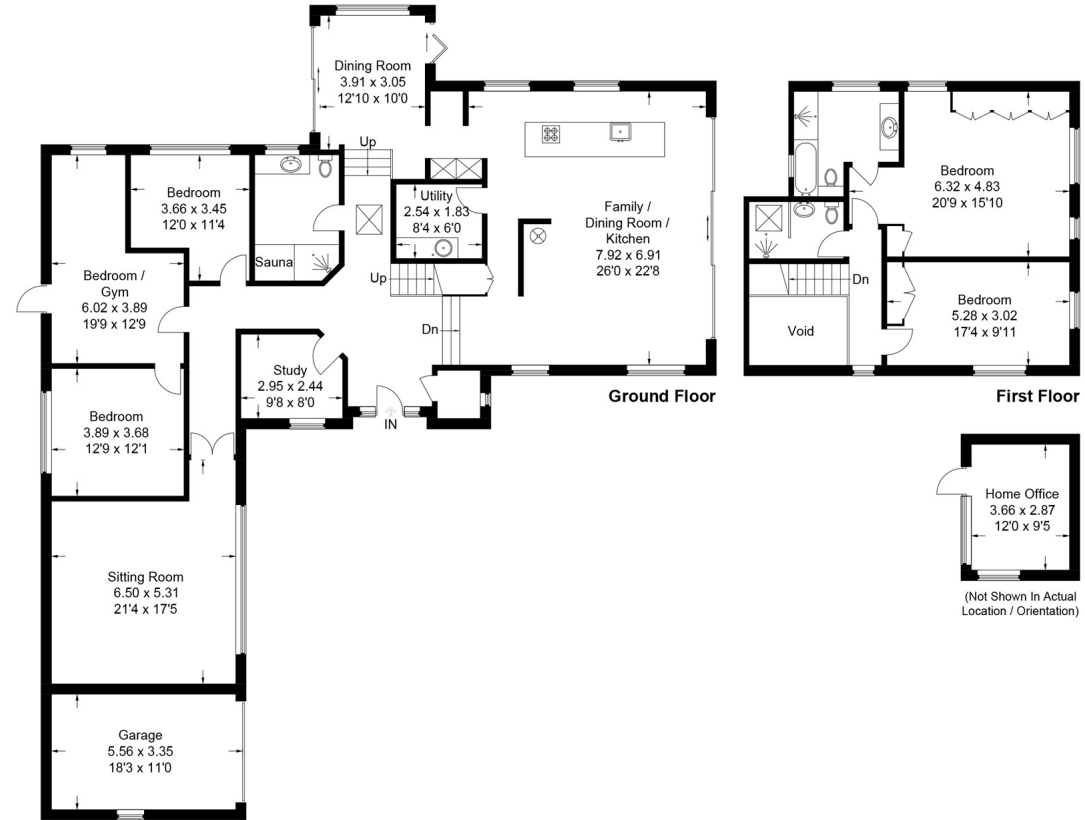 Dining Room
3.91 x 3.05
12'10 x 10'0
Up
Bedroom
3.66 x 3.45
12'0 x 11'4
Sauna
Utility
2.54 x 1.83
8'4 x 6'0
Up
Dn
Family /
Dining Room /
Kitchen
7.92 x 6.91
26'0 x 22'8
Bedroom /
Gym
6.02 x 3.89
19'9 x 12'9
Study
2.95 x 2.44
9'8 x 8'0
IN
Bedroom
3.89 x 3.68
12'9 x 12'1
Sitting Room
6.50 x 5.31
21'4 x 17'5
Garage
5.56 x 3.35
18'3 x 11'0
Ground Floor
Bedroom
6.32 x 4.83
20'9 x 15'10
Dn
Void
Bedroom
5.28 x 3.02
17'4 x 9'11
First Floor
Home Office
3.66 x 2.87
12'0 x 9'5
(Not Shown In Actual
Location / Orientation)